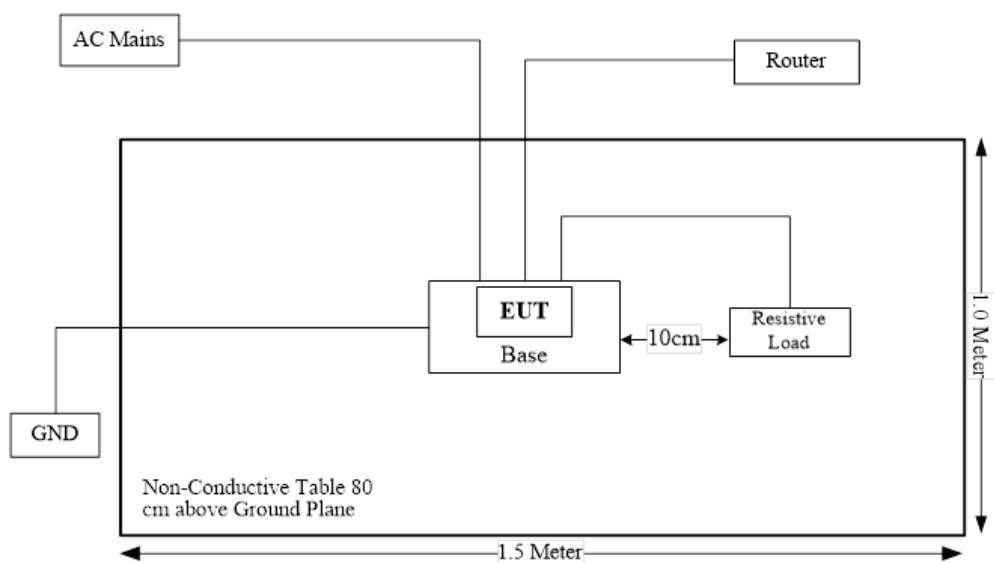 AC Mains
Router
EUT
Base
10cm
Resistive
Load
1.0 Meter
GND
Non-Conductive Table 80
cm above Ground Plane
1.5 Meter